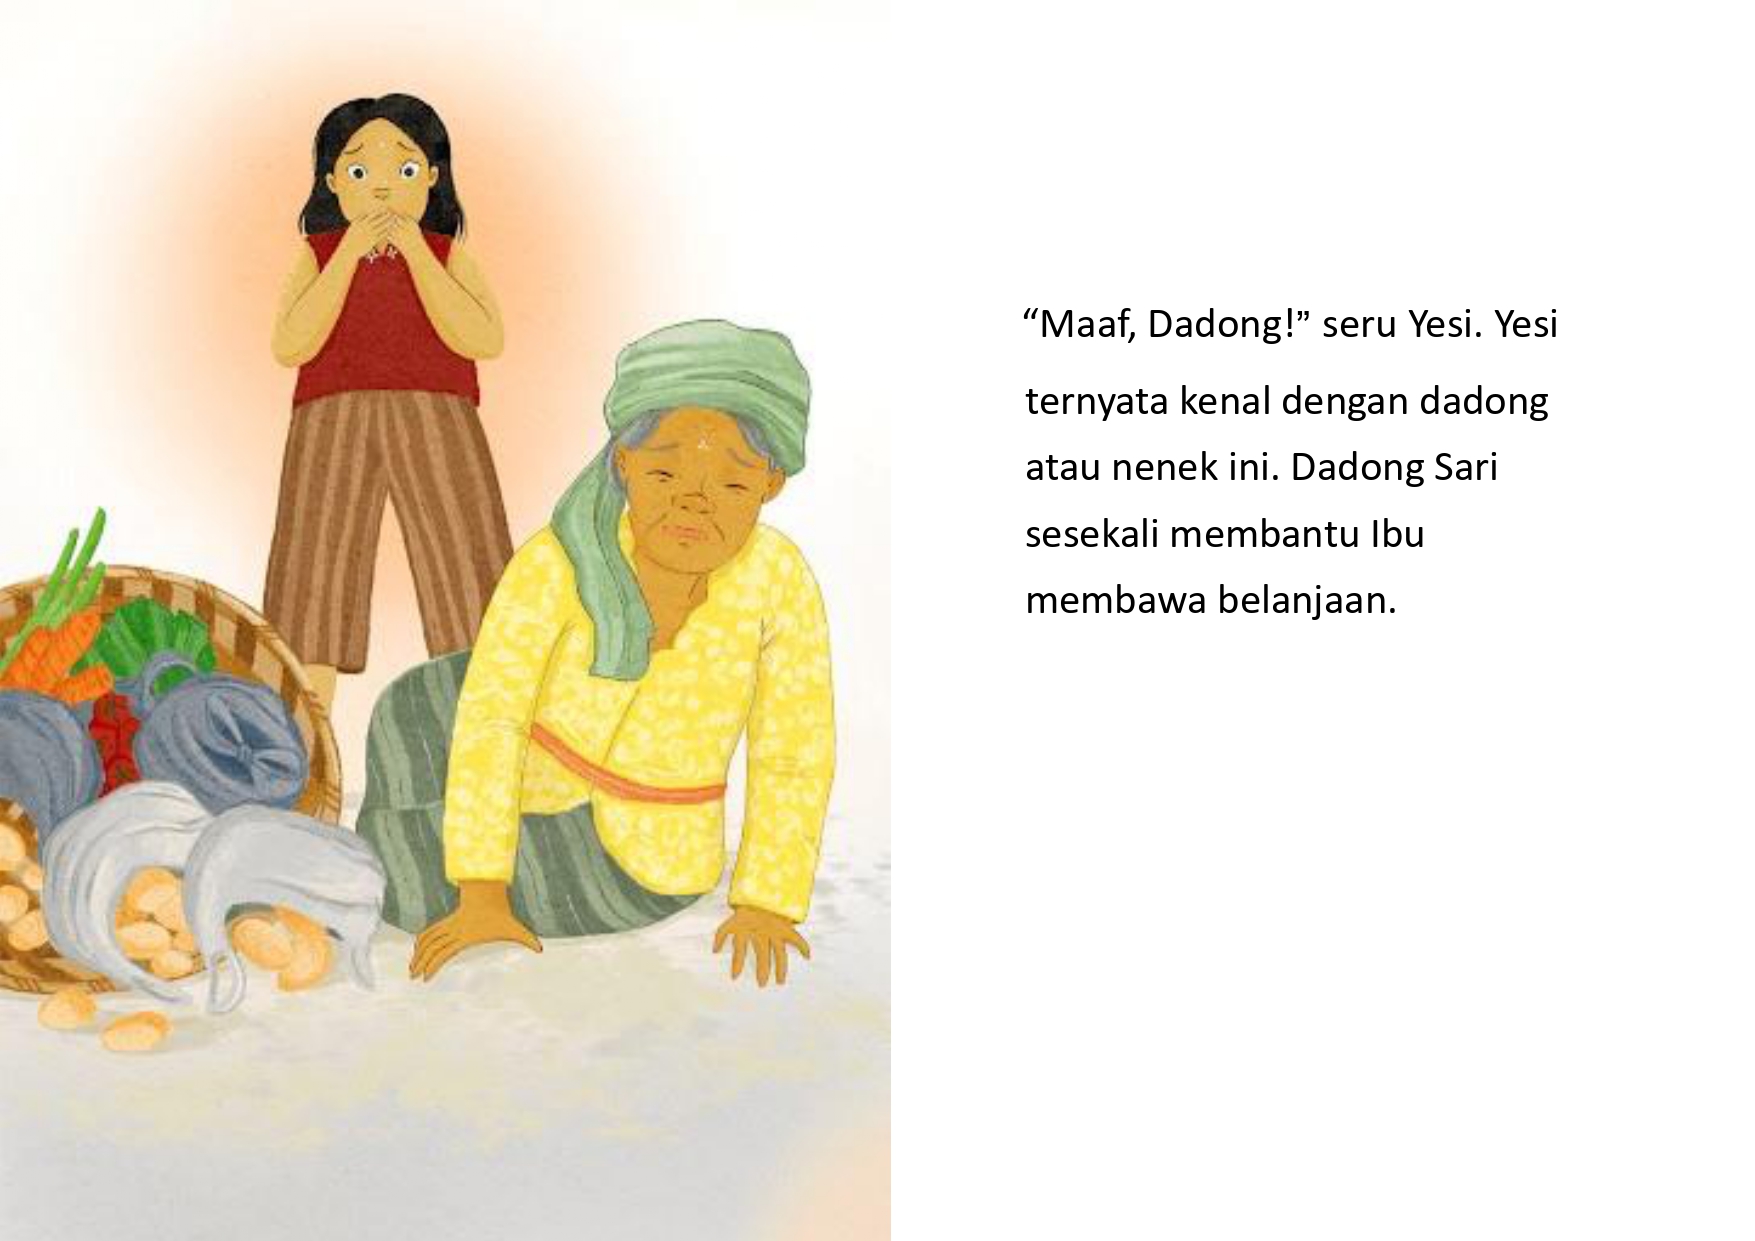 “Maaf, Dadong!” seru Yesi. Yesi
ternyata kenal dengan dadong
atau nenek ini. Dadong Sari
sesekali membantu Ibu
membawa belanjaan.